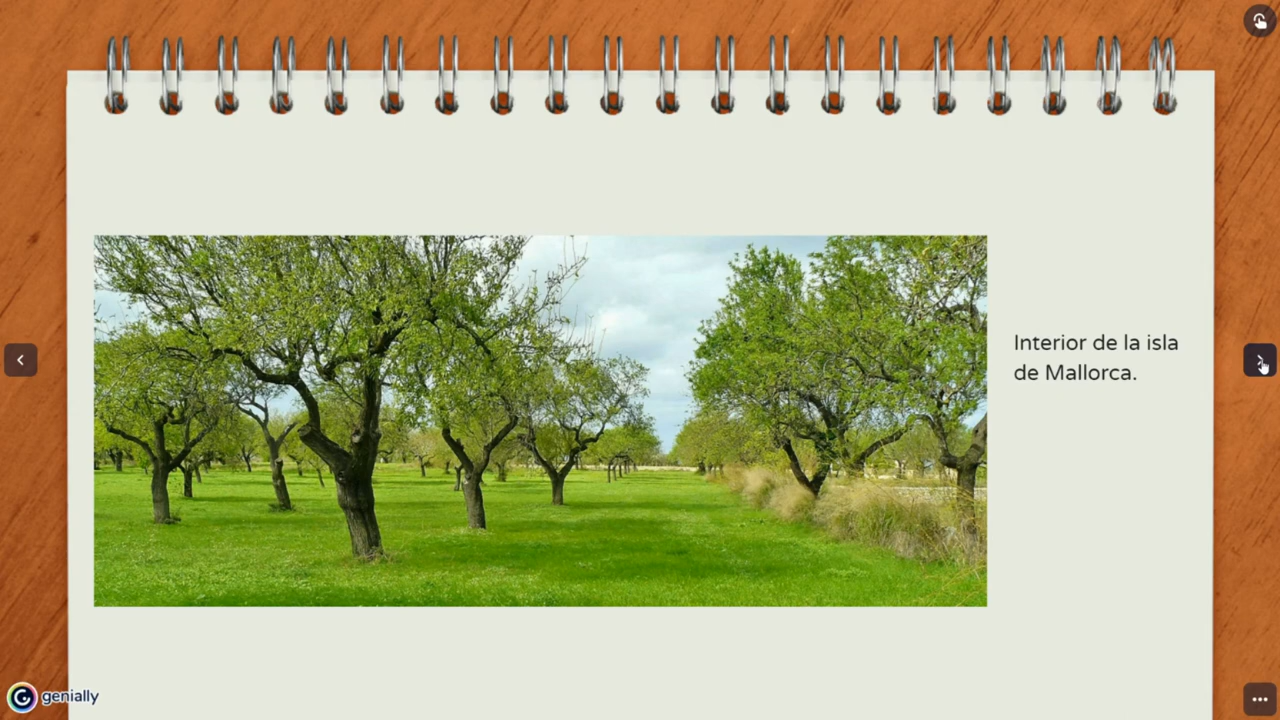 Interior de la isla
de Mallorca.
genially